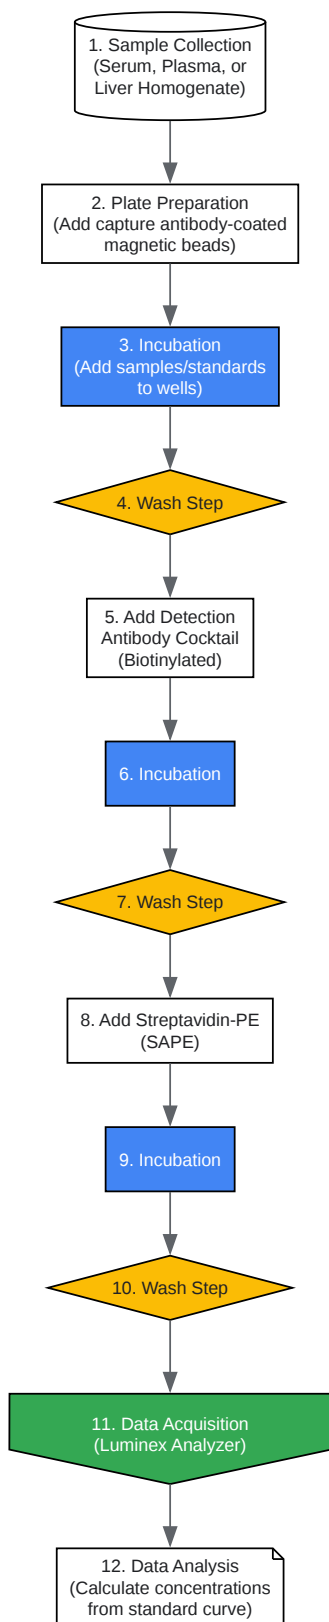 1. Sample Collection
(Serum, Plasma, or
Liver Homogenate)
2. Plate Preparation
(Add capture antibody-coated
magnetic beads)
3. Incubation
(Add samples/standards
to wells)
4. Wash Step
5. Add Detection
Antibody Cocktail
(Biotinylated)
6. Incubation
7. Wash Step
8. Add Streptavidin-PE
(SAPE)
9. Incubation
10. Wash Step
11. Data Acquisition
(Luminex Analyzer)
12. Data Analysis
(Calculate concentrations
from standard curve)